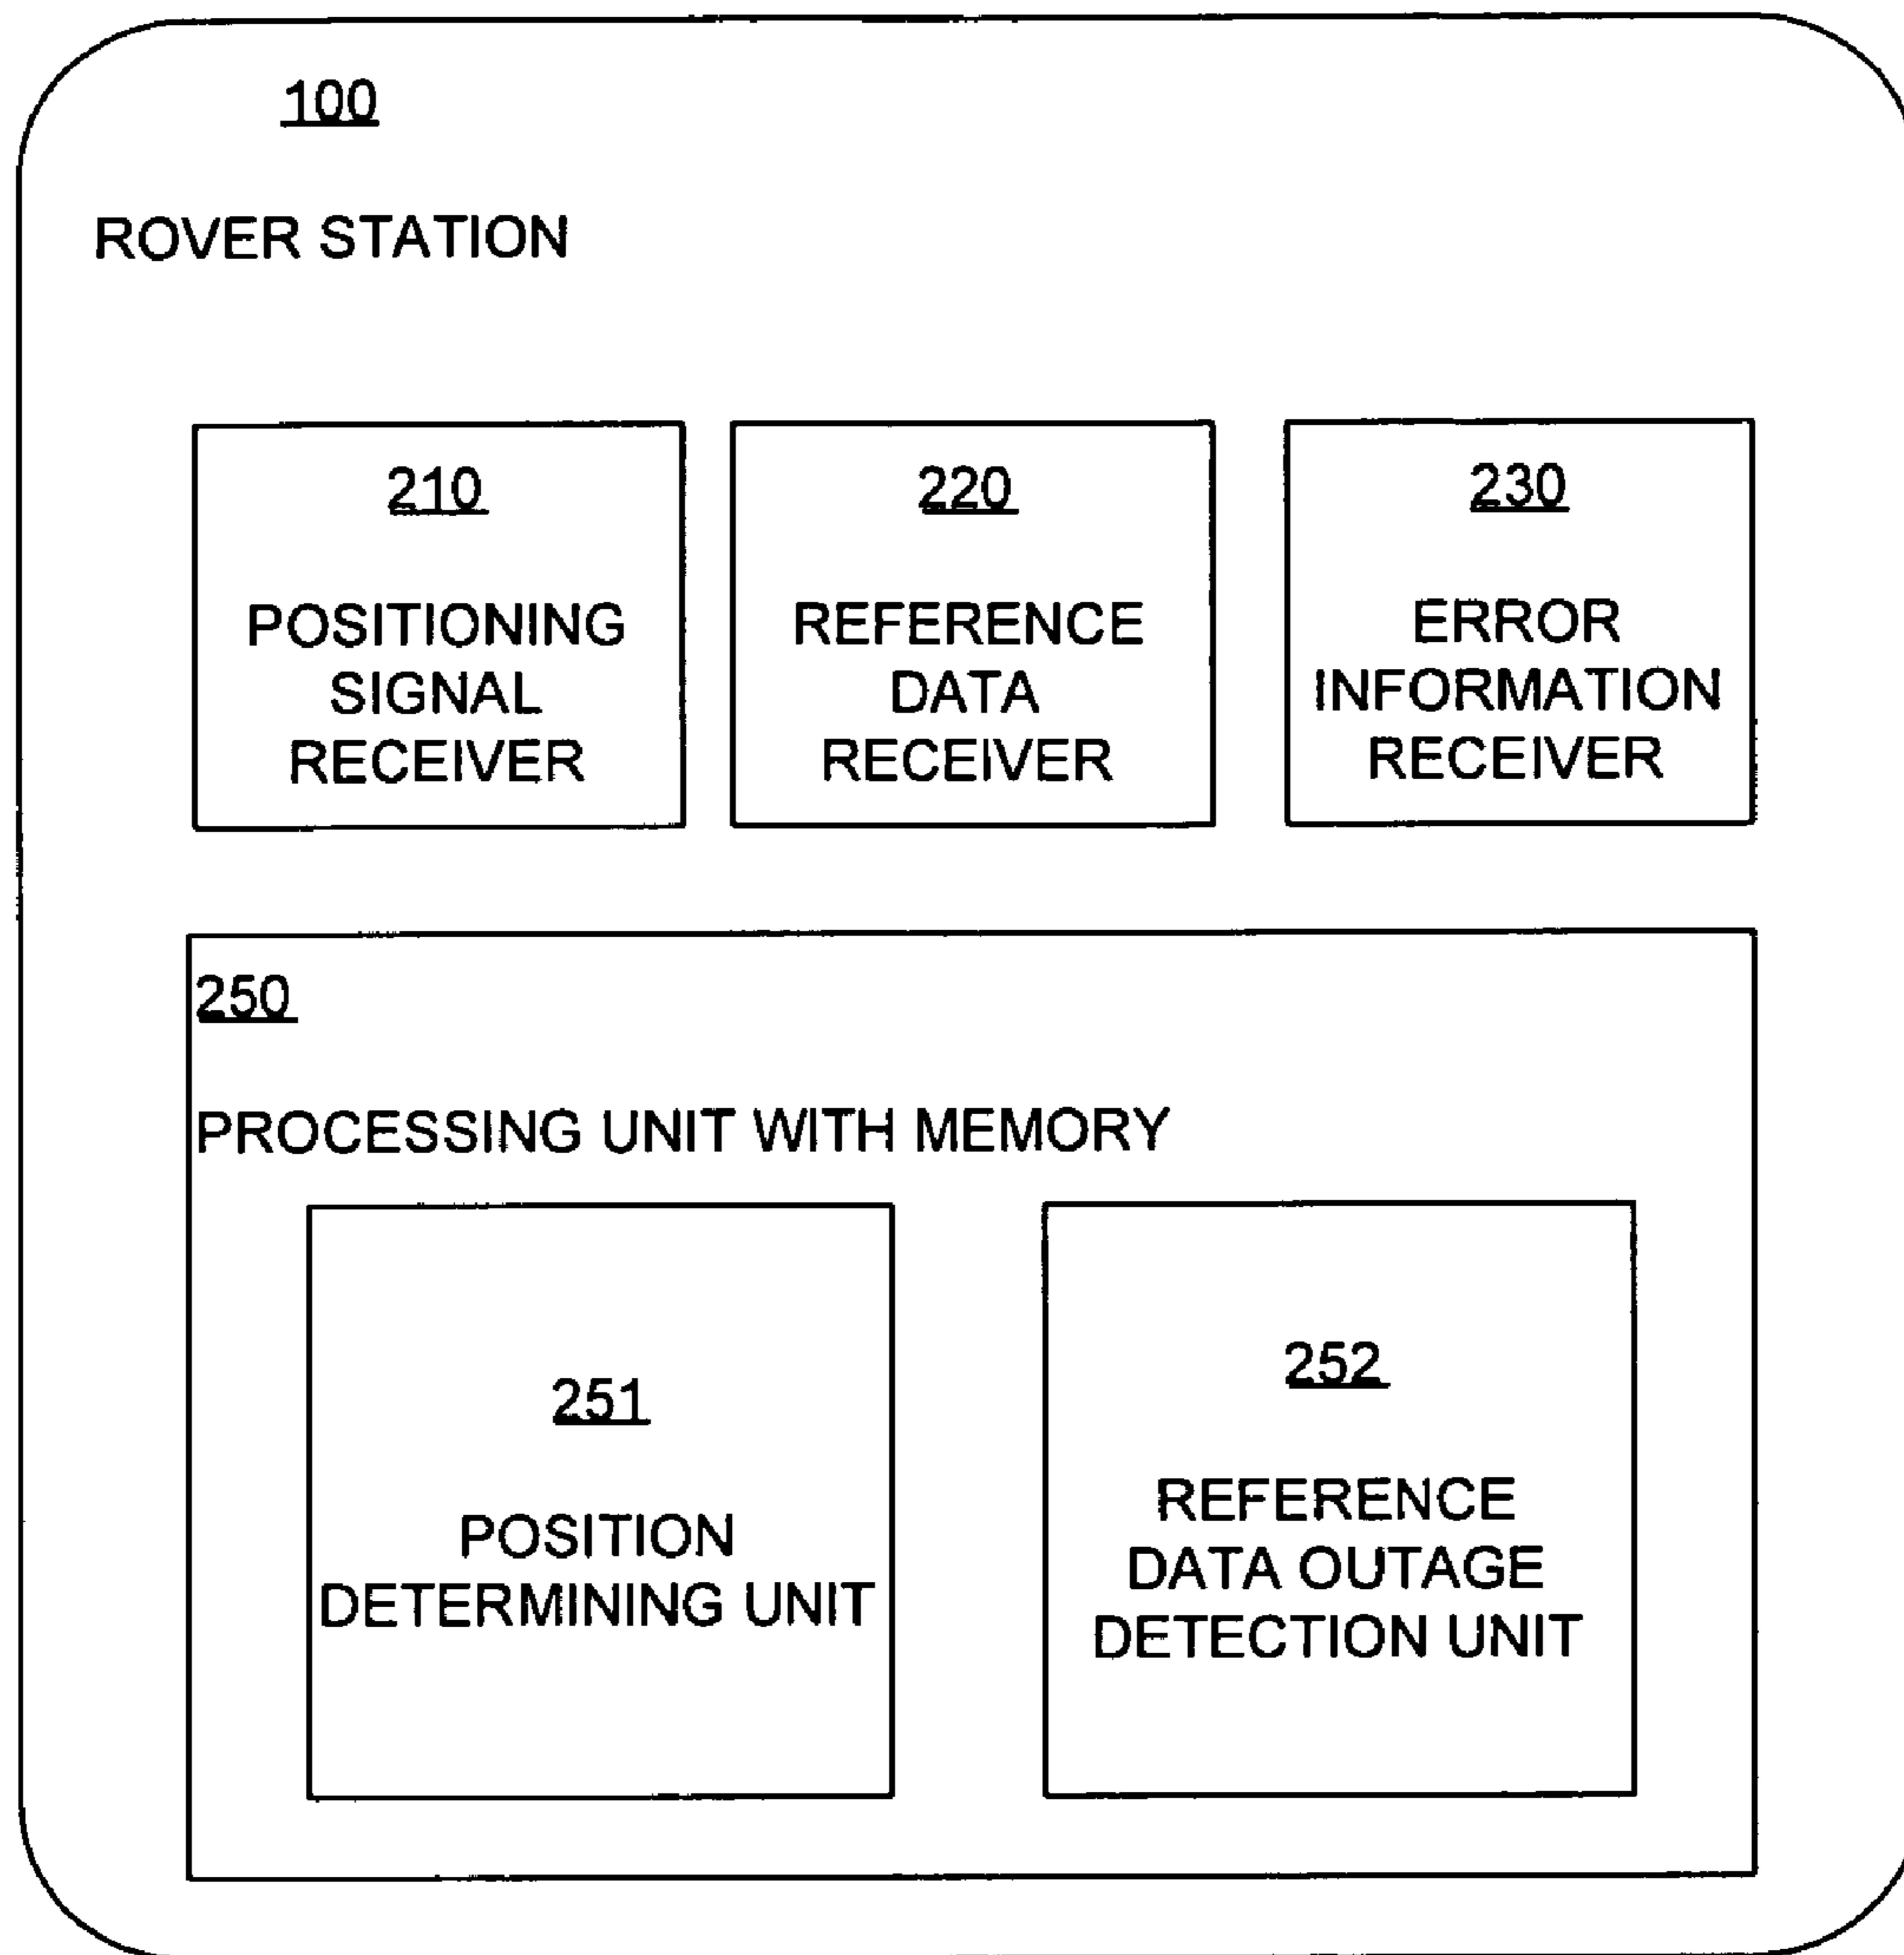 100
ROVER STATION
210
POSITIONING
SIGNAL
RECEIVER
220
REFERENCE
DATA
RECEIVER
230
ERROR
INFORMATION
RECEIVER
250
PROCESSING UNIT WITH MEMORY
251
POSITION
DETERMINING UNIT
252
REFERENCE
DATA OUTAGE
DETECTION UNIT